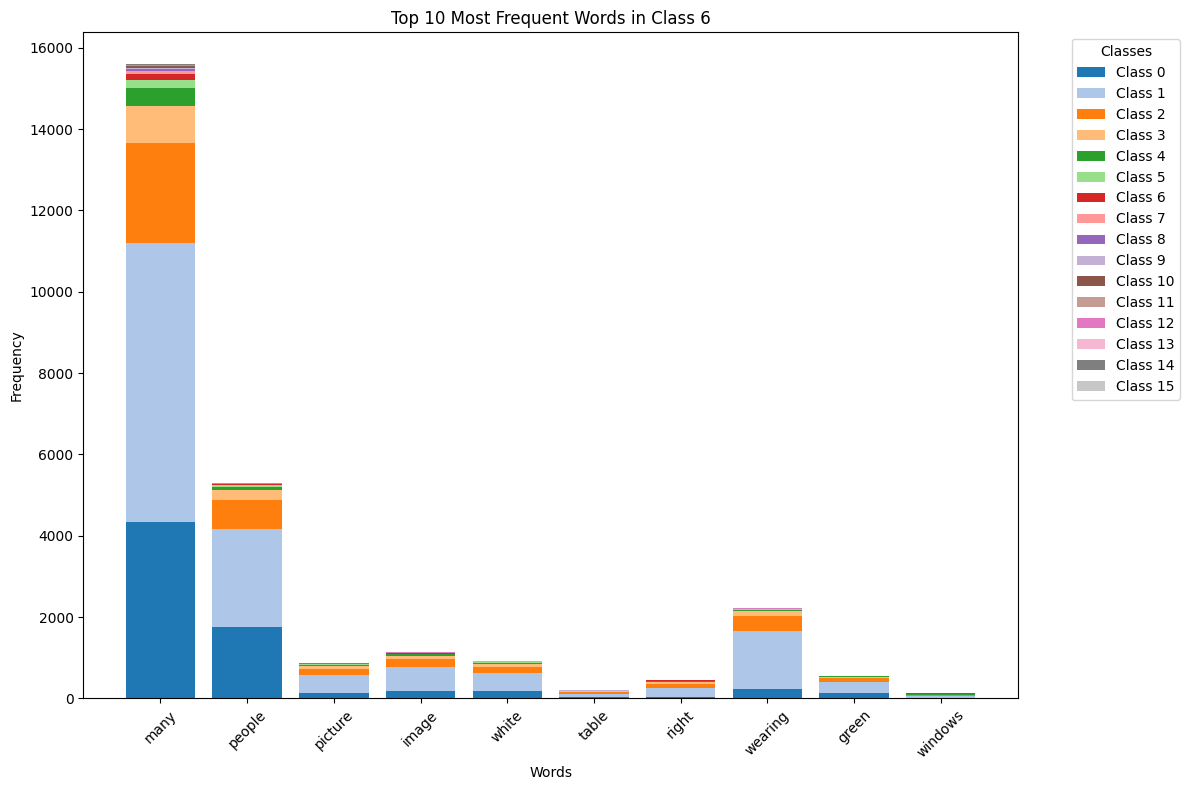 Top 10 Most Frequent Words in Class 6
Frequency
16000
14000
12000
10000
8000
6000
4000
2000
0
many
people
picture
image
white
table
right
wearing
green
windows
Words
Classes
Class 0
Class 1
Class 2
Class 3
Class 4
Class 5
Class 6
Class 7
Class 8
Class 9
Class 10
Class 11
Class 12
Class 13
Class 14
Class 15